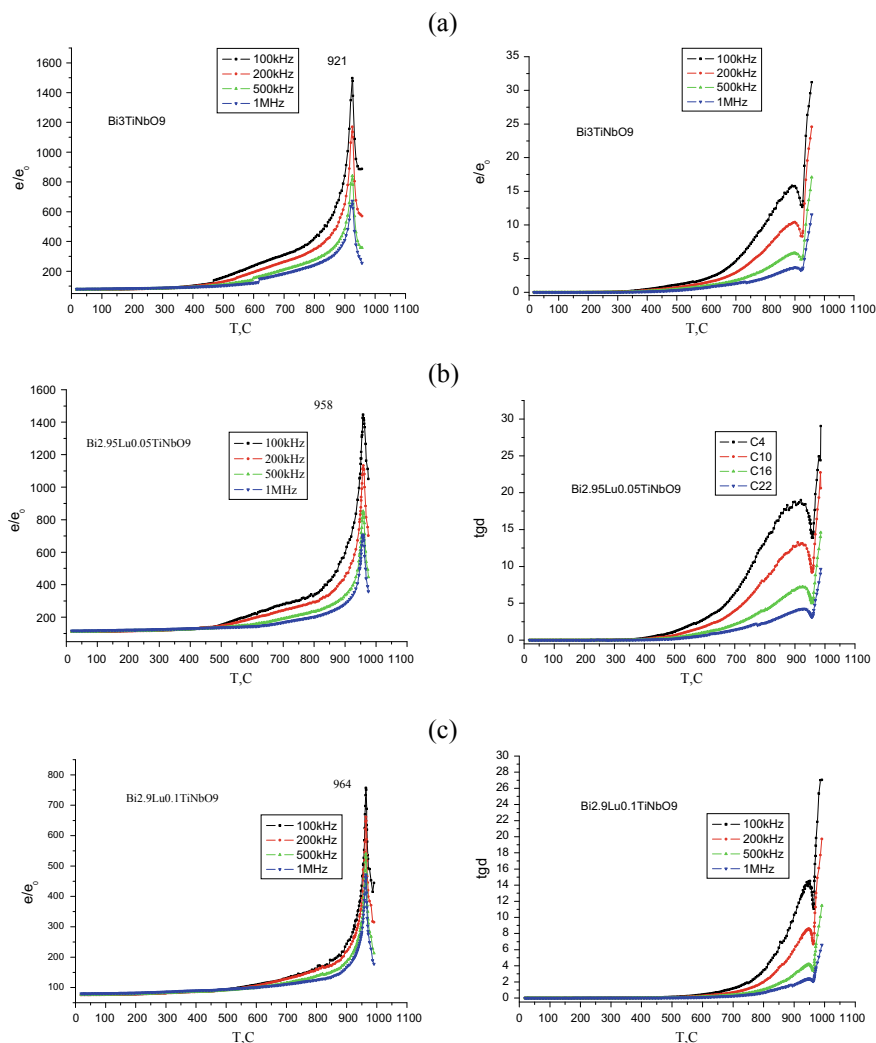 (a)
1600
1400
1200
1000
800
600
400
200
e/e0
100kHz
200kHz
500kHz
1MHz
921
Bi3TiNbO9
0 100 200 300 400 500 600 700 800 900 1000 1100
T,C
35
30
25
20
15
10
5
0
e/e0
100kHz
200kHz
500kHz
1MHz
Bi3TiNbO9
0 100 200 300 400 500 600 700 800 900 1000 1100
T,C
(b)
1600
1400
1200
1000
800
600
400
200
e/e0
958
Bi2.95Lu0.05TiNbO9
100kHz
200kHz
500kHz
1MHz
0 100 200 300 400 500 600 700 800 900 1000 1100
T,C
30
25
20
15
10
5
0
tgd
C4
C10
C16
C22
Bi2.95Lu0.05TiNbO9
0 100 200 300 400 500 600 700 800 900 1000 1100
T,C
(c)
800
700
600
500
400
300
200
100
e/e0
964
Bi2.9Lu0.1TiNbO9
100kHz
200kHz
500kHz
1MHz
0 100 200 300 400 500 600 700 800 900 1000 1100
T,C
30
28
26
24
22
20
18
16
14
12
10
8
6
4
2
0
tgd
Bi2.9Lu0.1TiNbO9
100kHz
200kHz
500kHz
1MHz
0 100 200 300 400 500 600 700 800 900 1000 1100
T,C